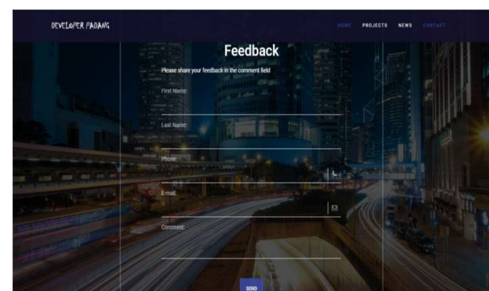 DEVELOPER PADANG
HOME PROJECTS NEWS CONTACT
Feedback
Please share your feedback in the comment field
First Name:
Last Name:
Phone:
E-mail:
Comment:
SEND